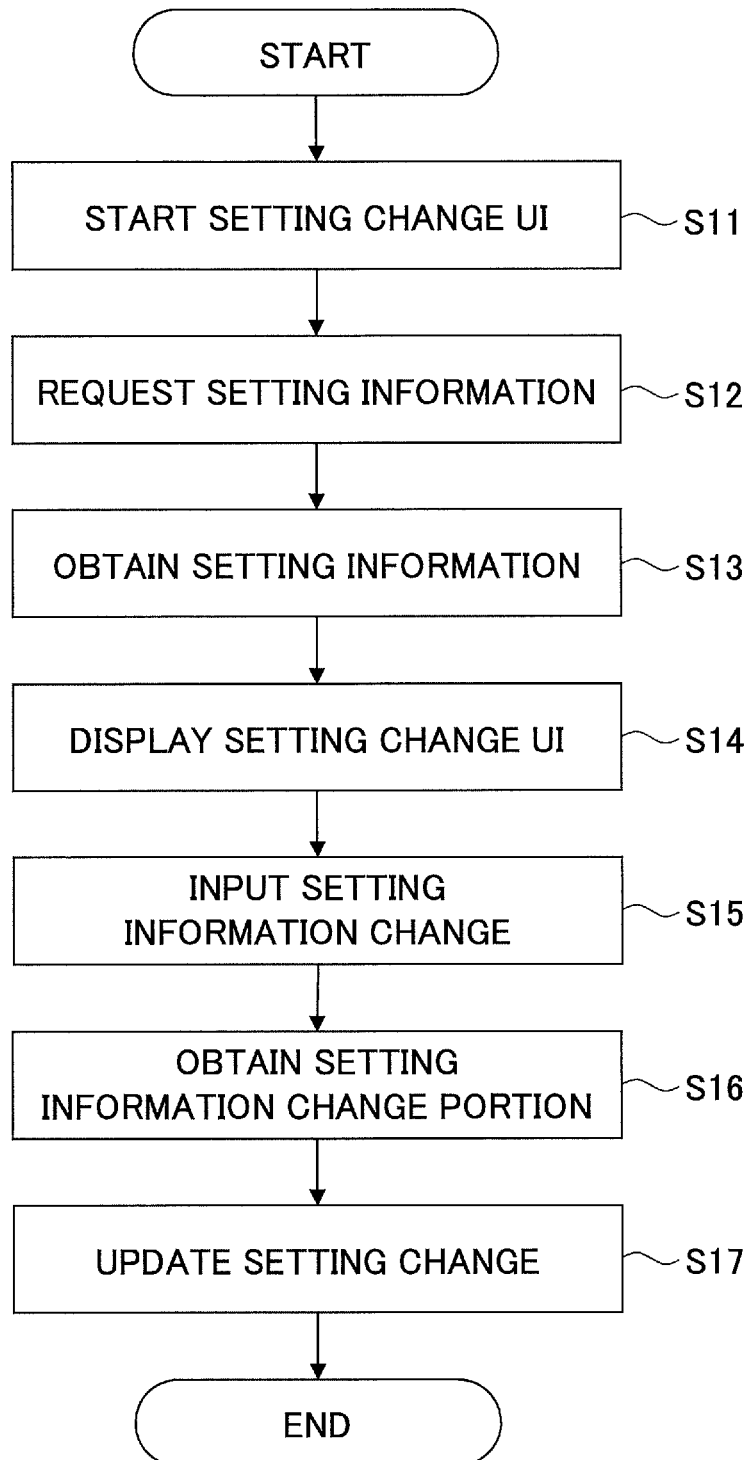 START
START SETTING CHANGE UI
S11
REQUEST SETTING INFORMATION
S12
OBTAIN SETTING INFORMATION
S13
DISPLAY SETTING CHANGE UI
S14
INPUT SETTING
INFORMATION CHANGE
S15
OBTAIN SETTING
INFORMATION CHANGE PORTION
S16
UPDATE SETTING CHANGE
S17
END